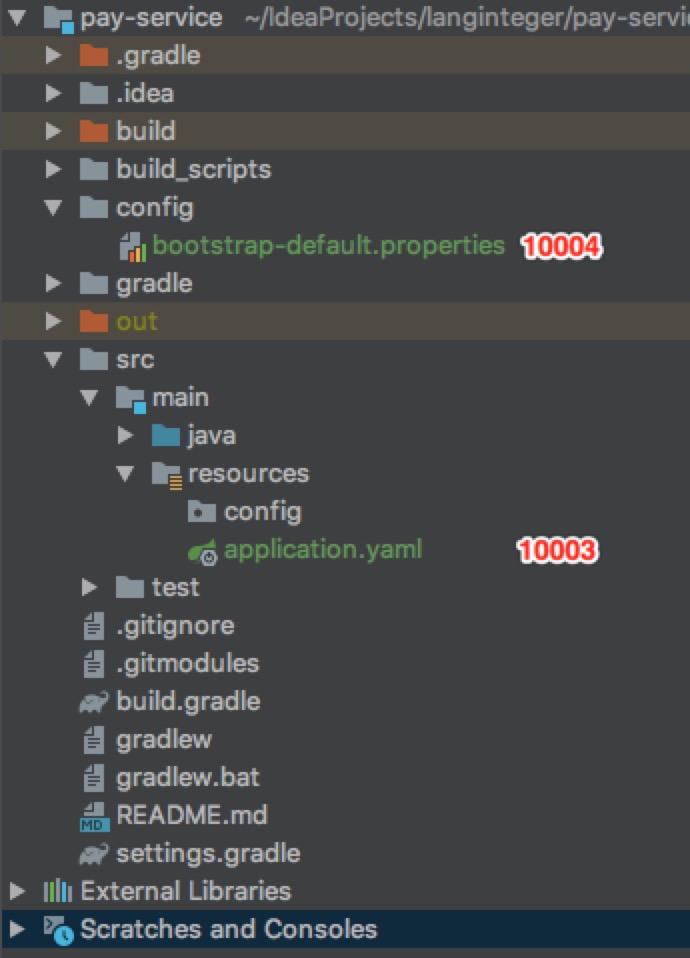 pay-service ~/IdeaProjects/langinteger/pay-servi
.gradle
.idea
build
build_scripts
config
bootstrap-default.properties 10004
gradle
out
src
main
java
resources
config
application.yaml 10003
test
.gitignore
.gitmodules
build.gradle
gradlew
gradlew.bat
MD README.md
settings.gradle
External Libraries
Scratches and Consoles